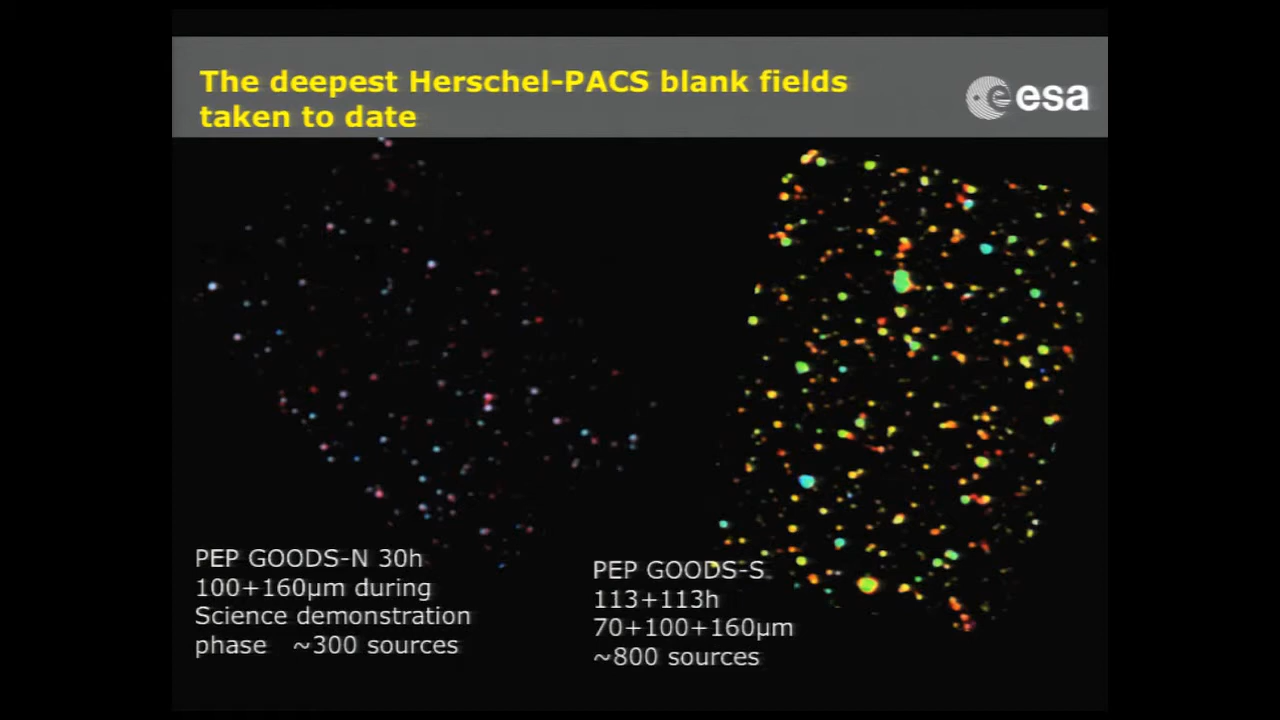 The deepest Herschel-PACS blank fields
taken to date
esa
PEP GOODS-N 30h
100+160µm during
Science demonstration
phase ~300 sources
PEP GOODS-S
113+113h
70+100+160µm
~800 sources